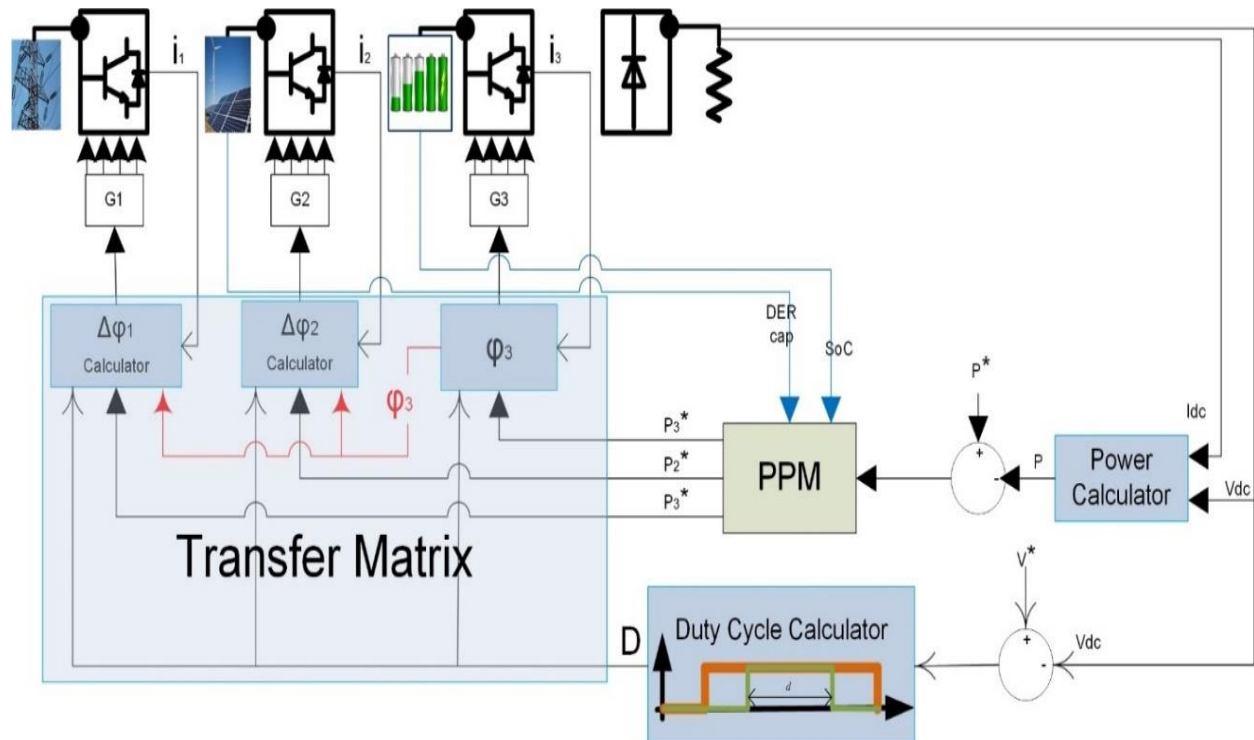 i1
i2
i3
G1
G2
G3
Δφ1
Calculator
Δφ2
Calculator
φ3
φ3
DER
cap
SoC
P*
Idc
P3*
P2*
P3*
PPM
+
-
P
Power
Calculator
Vdc
Transfer Matrix
V*
D
Duty Cycle Calculator
d
+
-
Vdc